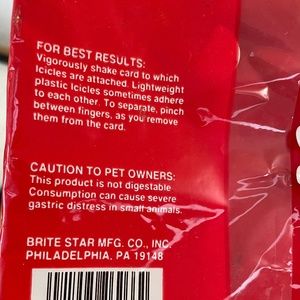 FOR BEST RESULTS:
Vigorously shake card to which
Icicles are attached. Lightweight
plastic Icicles sometimes adhere
to each other. To separate, pinch
between fingers, as you remove
them from the card.
CAUTION TO PET OWNERS:
This product is not digestable
Consumption can cause severe
gastric distress in small animals.
BRITE STAR MFG. CO., INC.
PHILADELPHIA, PA 19148